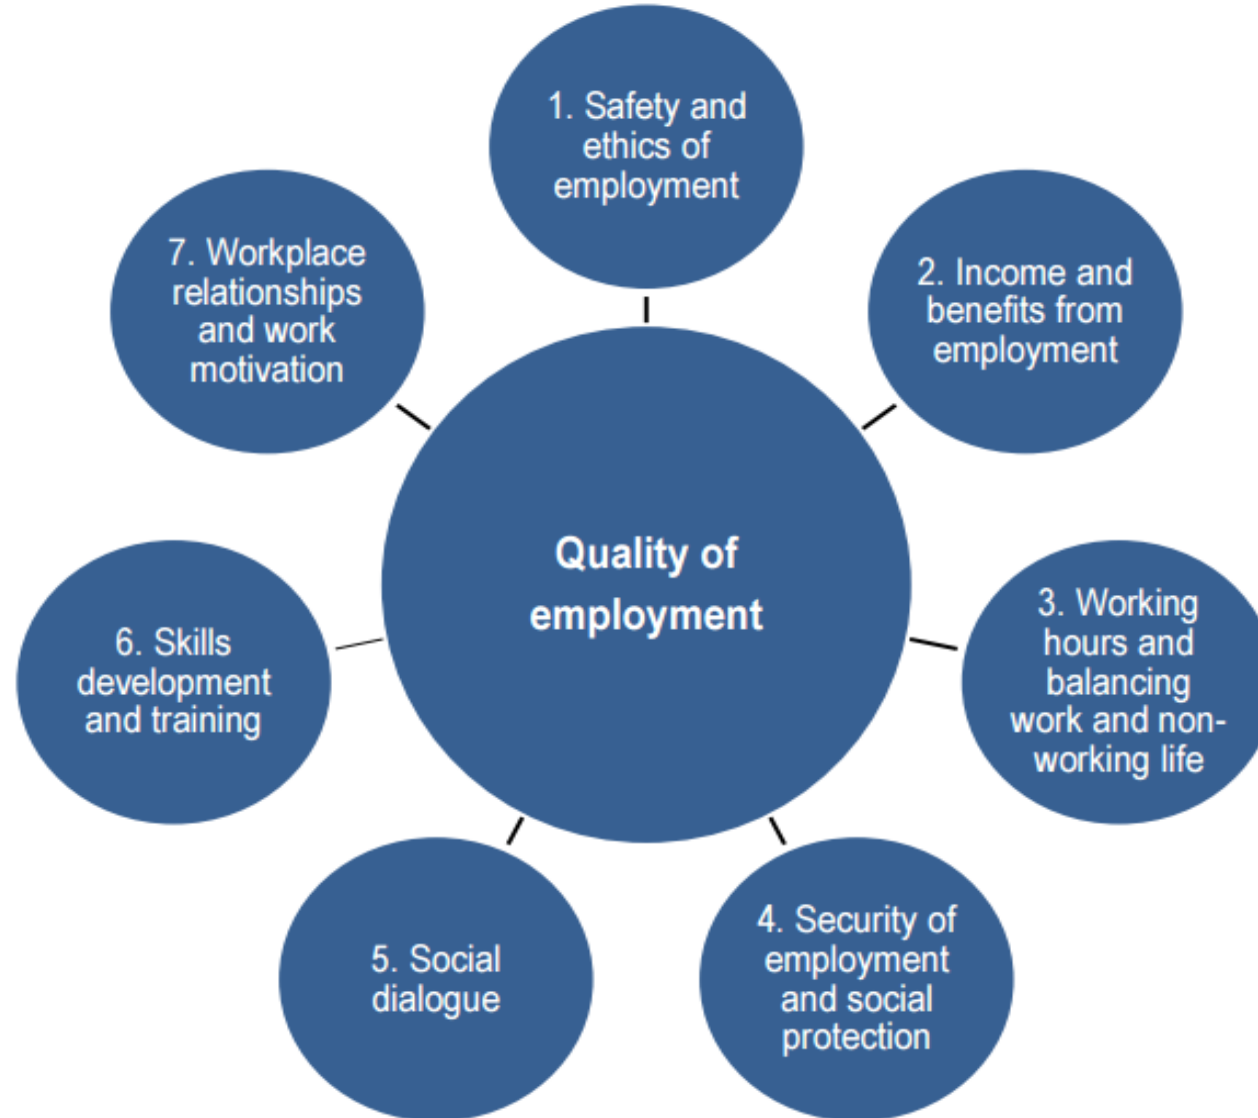 Quality of
employment
1. Safety and
ethics of
employment
2. Income and
benefits from
employment
3. Working
hours and
balancing
work and non-
working life
4. Security of
employment
and social
protection
5. Social
dialogue
6. Skills
development
and training
7. Workplace
relationships
and work
motivation